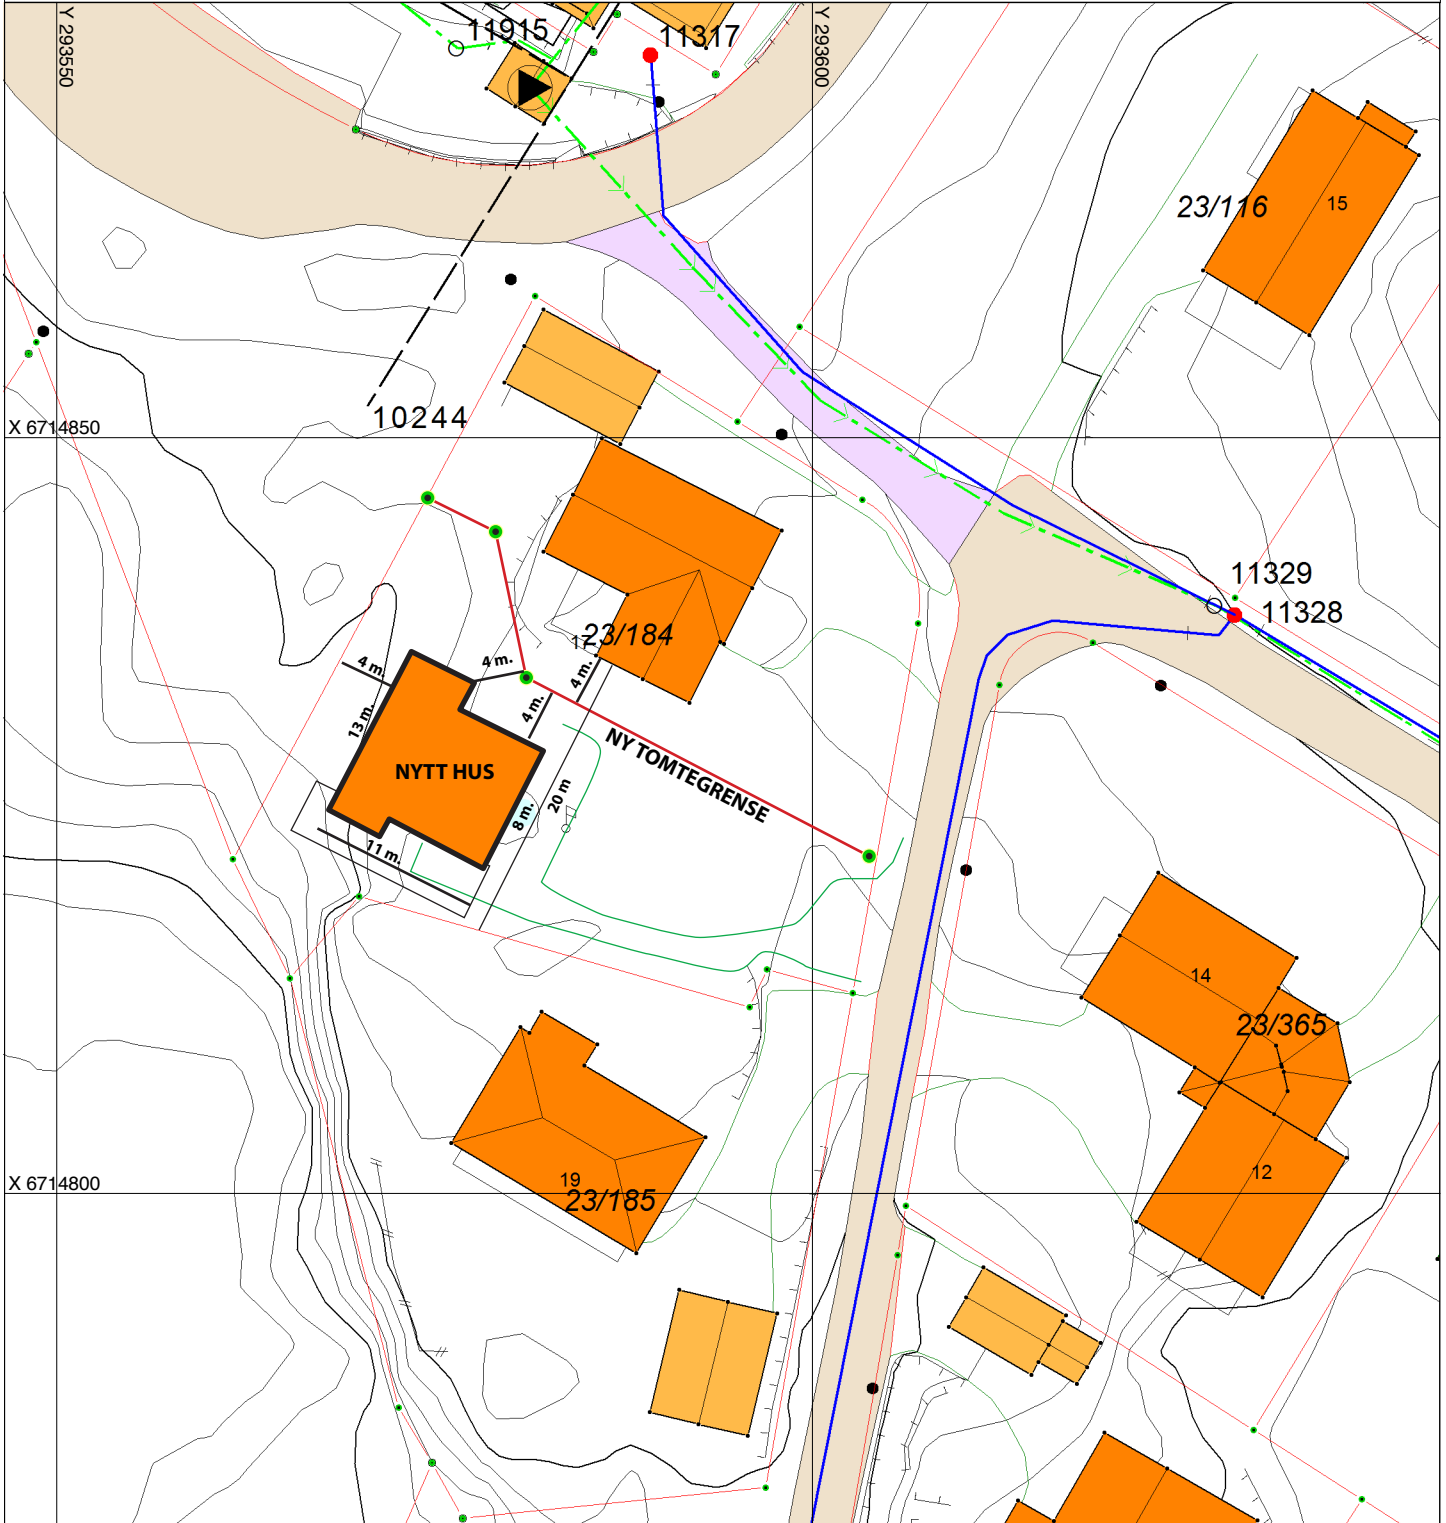 11915
11317
Y 293550
Y 293600
23/116
15
10244
X 6714850
11329
11328
17
23/184
4 m.
4 m.
4 m.
4 m.
13 m.
NYTT HUS
NY TOMTEGRENSE
20 m
8 m.
11 m.
14
23/365
12
19
23/185
X 6714800